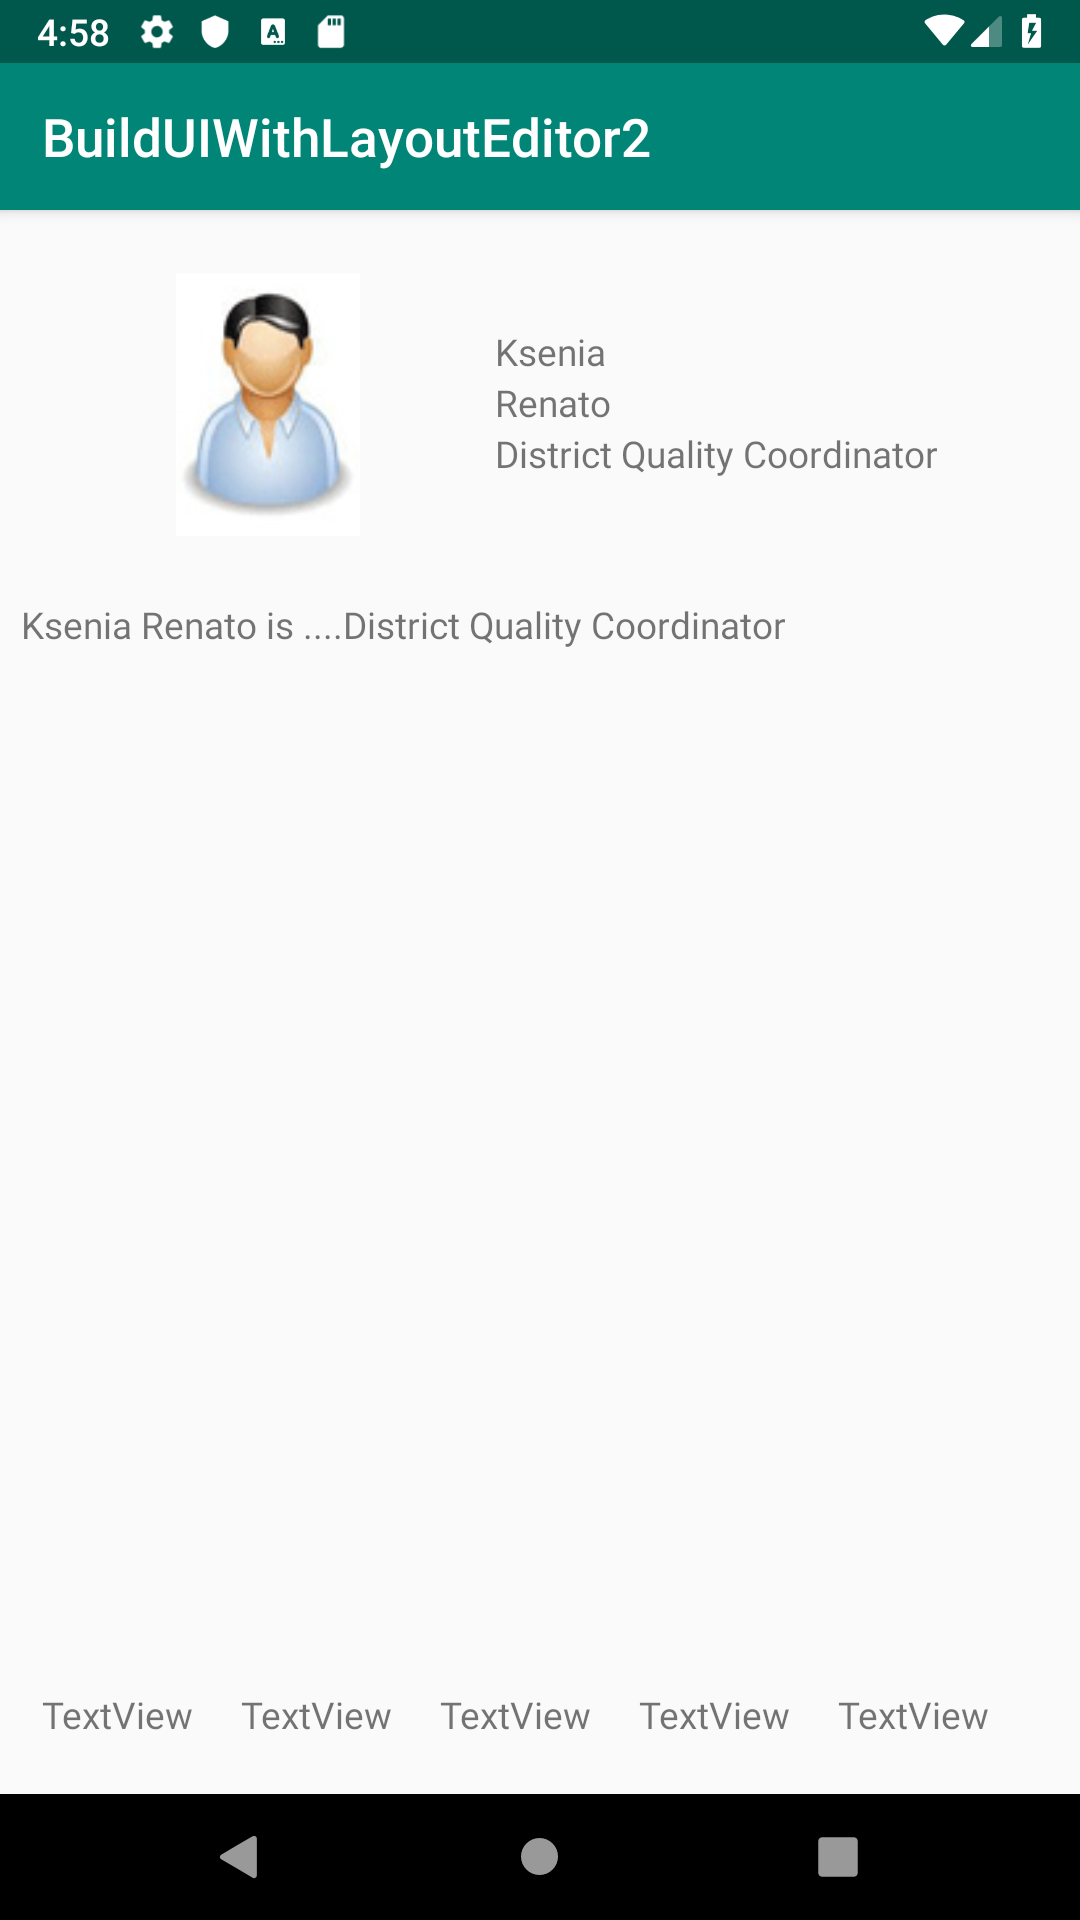 4:58
BuildUIWithLayoutEditor2
Ksenia
Renato
District Quality Coordinator
Ksenia Renato is ....District Quality Coordinator
TextView TextView TextView TextView TextView